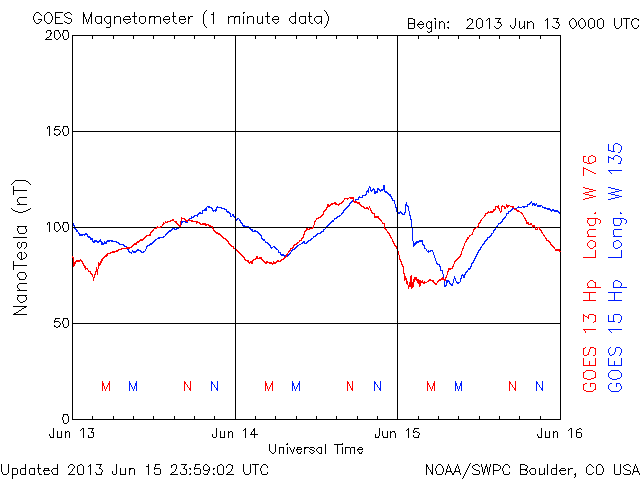 GOES Magnetometer (1 minute data)
Begin: 2013 Jun 13 0000 UTC
200
150
100
50
0
NanoTesla (nT)
M M N N M M N N M M N N
Jun 13 Jun 14 Jun 15 Jun 16
Universal Time
GOES 13 Hp Long. W 76
GOES 15 Hp Long. W 135
Updated 2013 Jun 15 23:59:02 UTC
NOAA/SWPC Boulder, CO USA